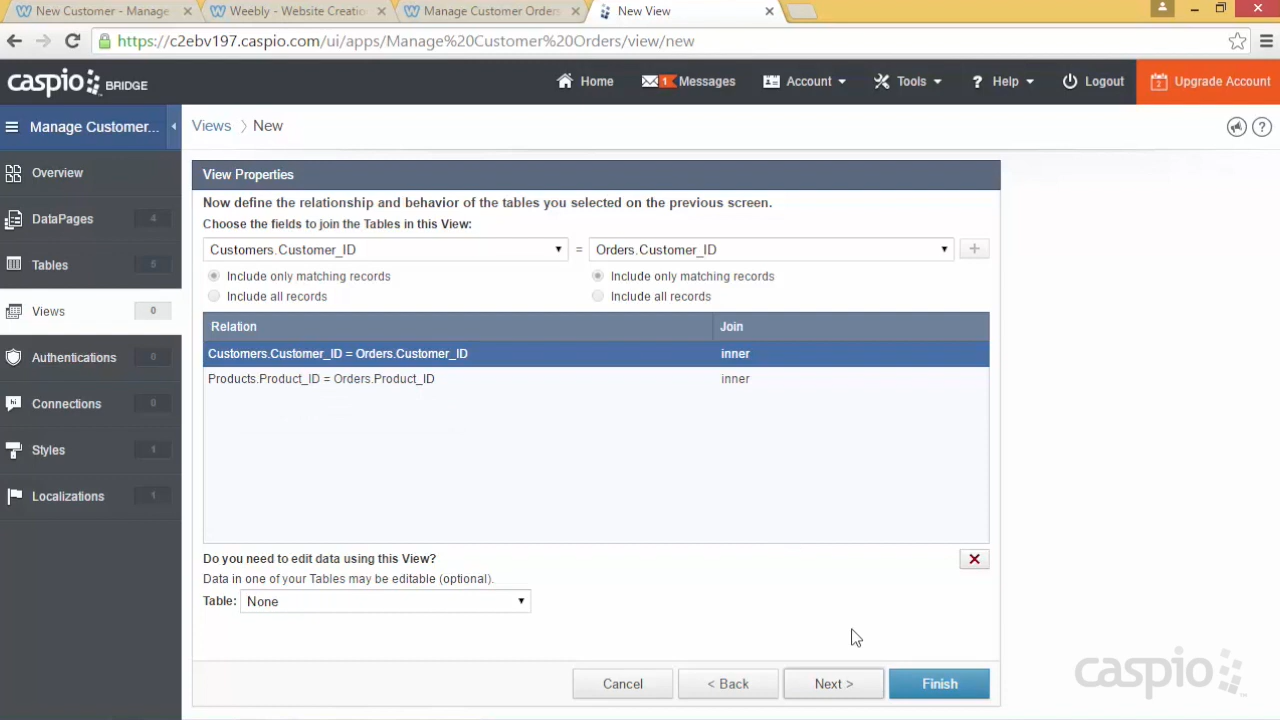 New Customer - Manage
Weebly - Website Creation
Manage Customer Orders
New View
https://c2ebv197.caspio.com/ui/apps/Manage%20Customer%20Orders/view/new
caspio BRIDGE
Home
1
Messages
Account
Tools
? Help
Logout
Upgrade Account
Manage Customer...
Views > New
?
Overview
DataPages 4
Tables 5
Views 0
Authentications 0
Connections 0
Styles 1
Localizations 1
View Properties
Now define the relationship and behavior of the tables you selected on the previous screen.
Choose the fields to join the Tables in this View:
Customers.Customer_ID = Orders.Customer_ID +
Include only matching records Include only matching records
Include all records Include all records
Relation Join
Customers.Customer_ID = Orders.Customer_ID inner
Products.Product_ID = Orders.Product_ID inner
Do you need to edit data using this View?
Data in one of your Tables may be editable (optional).
Table: None
Cancel < Back Next > Finish
caspio